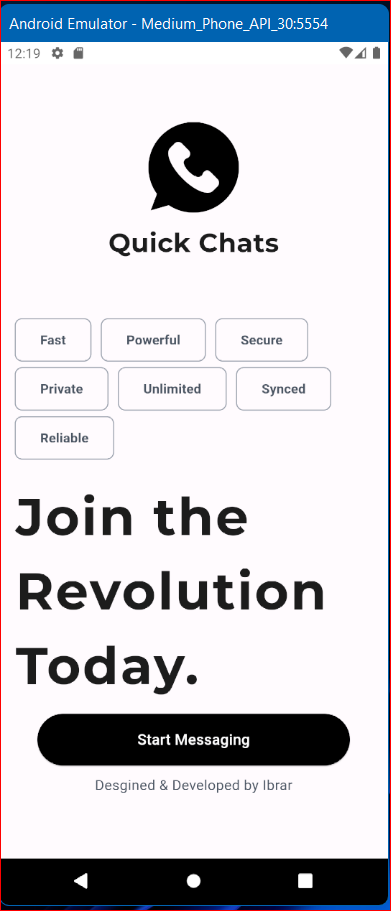 Android Emulator - Medium_Phone_API_30:5554
12:19
Quick Chats
Fast Powerful Secure
Private Unlimited Synced
Reliable
Join the
Revolution
Today.
Start Messaging
Desgined & Developed by Ibrar